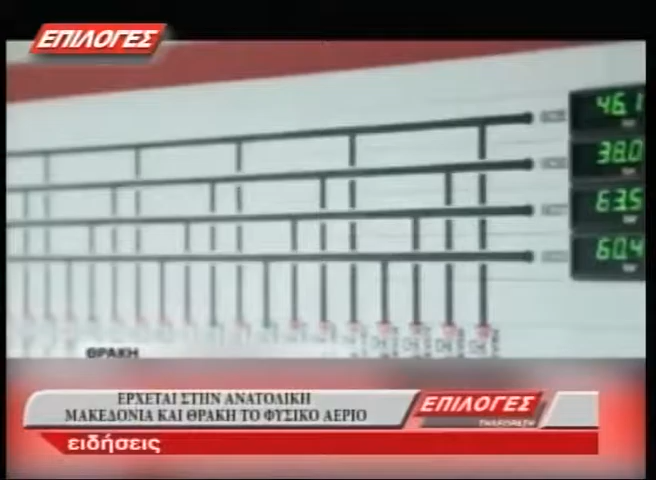 ΕΠΙΛΟΓΕΣ
46.1
38.0
63.5
60.4
ΘΡΑΚΗ
ΕΡΧΕΤΑΙ ΣΤΗΝ ΑΝΑΤΟΛΙΚΗ
ΜΑΚΕΔΟΝΙΑ ΚΑΙ ΘΡΑΚΗ ΤΟ ΦΥΣΙΚΟ ΑΕΡΙΟ
ΕΠΙΛΟΓΕΣ
ΤΗΛΕΟΡΑΣΗ
ειδήσεις